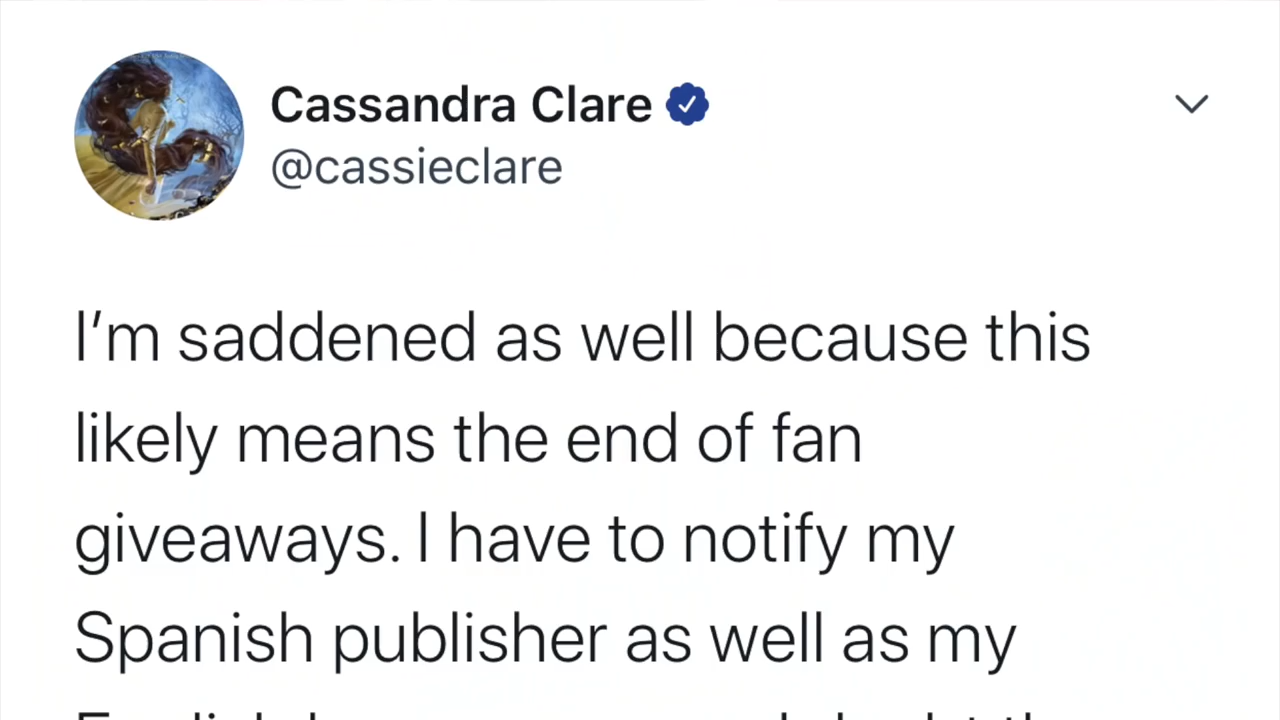 Cassandra Clare
@cassieclare
I’m saddened as well because this
likely means the end of fan
giveaways. I have to notify my
Spanish publisher as well as my